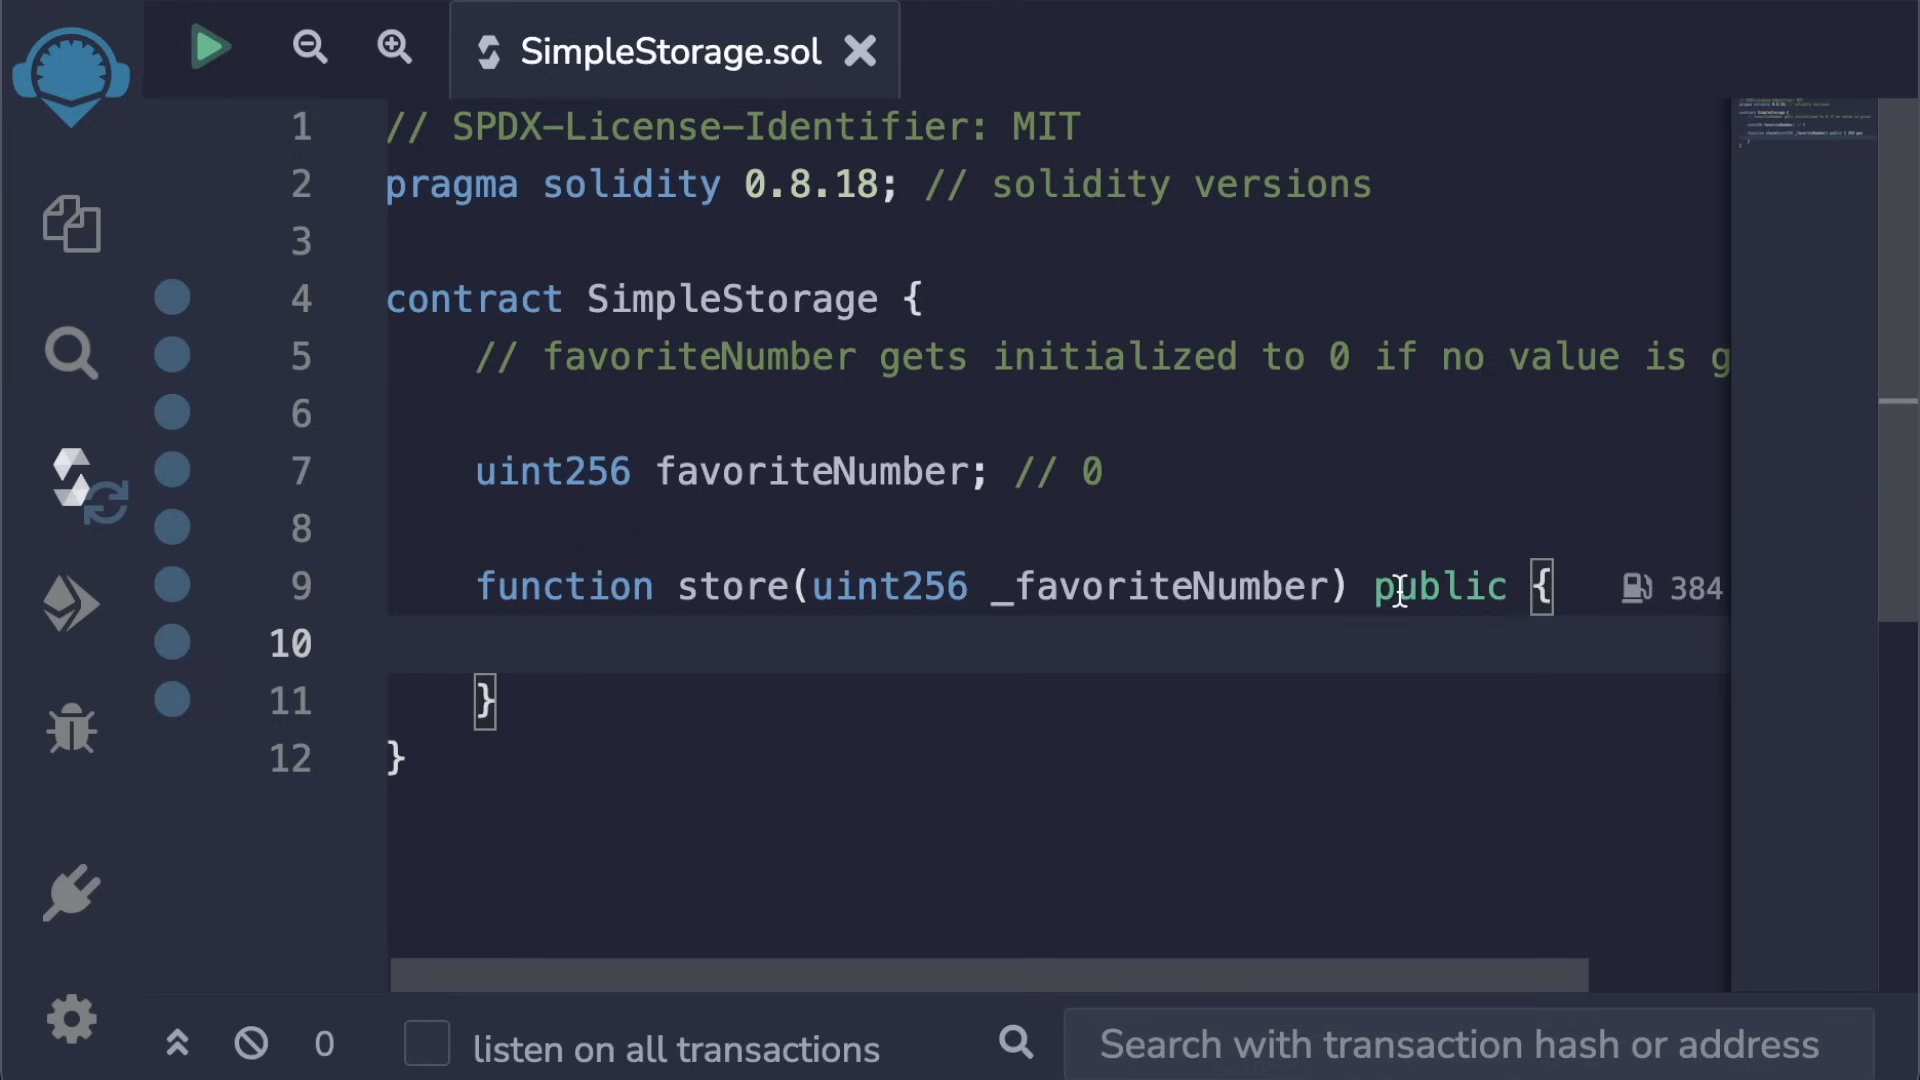 SimpleStorage.sol
1 // SPDX-License-Identifier: MIT
2 pragma solidity 0.8.18; // solidity versions
3
4 contract SimpleStorage {
5 // favoriteNumber gets initialized to 0 if no value is g
6
7 uint256 favoriteNumber; // 0
8
9 function store(uint256 _favoriteNumber) public { 384
10
11 }
12 }
0 listen on all transactions Search with transaction hash or address